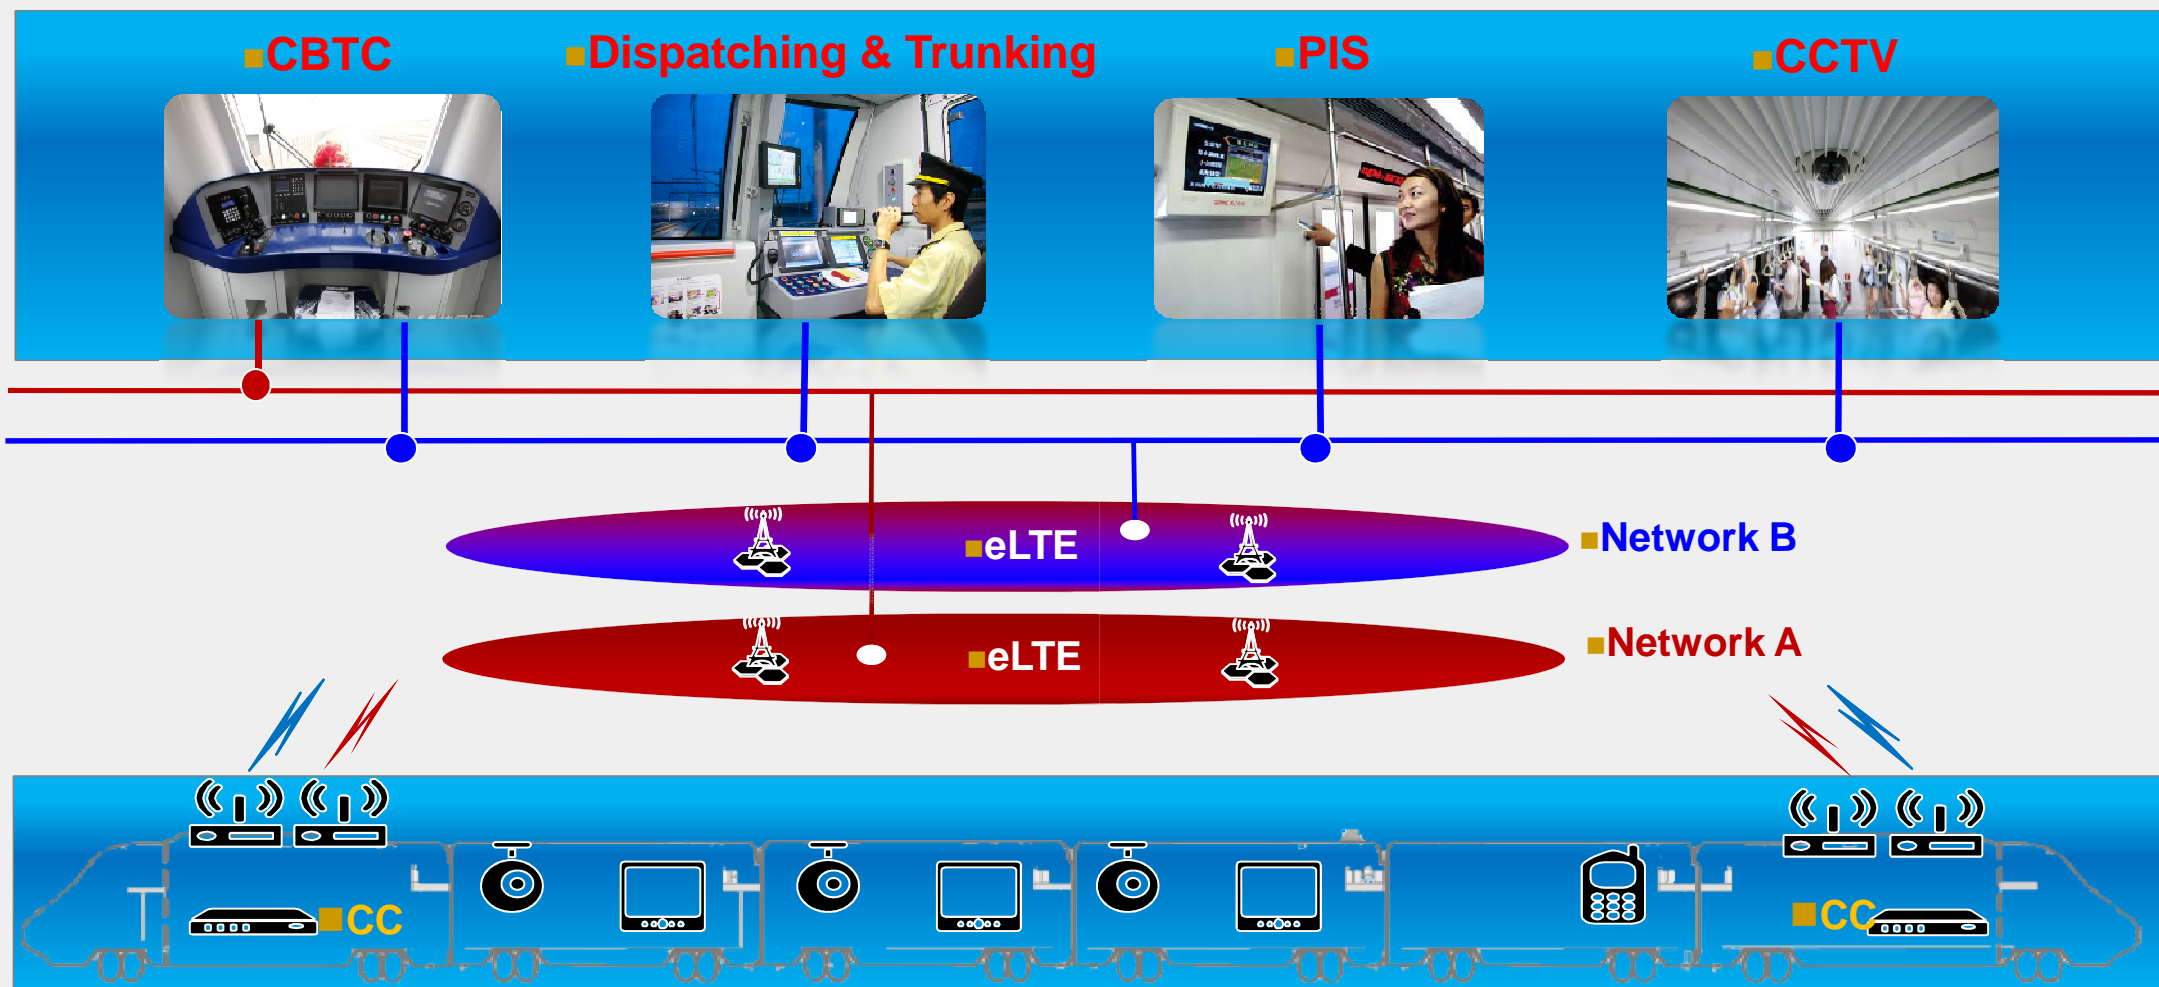 CBTC
Dispatching & Trunking
PIS
CCTV
eLTE
Network B
eLTE
Network A
CC
CC